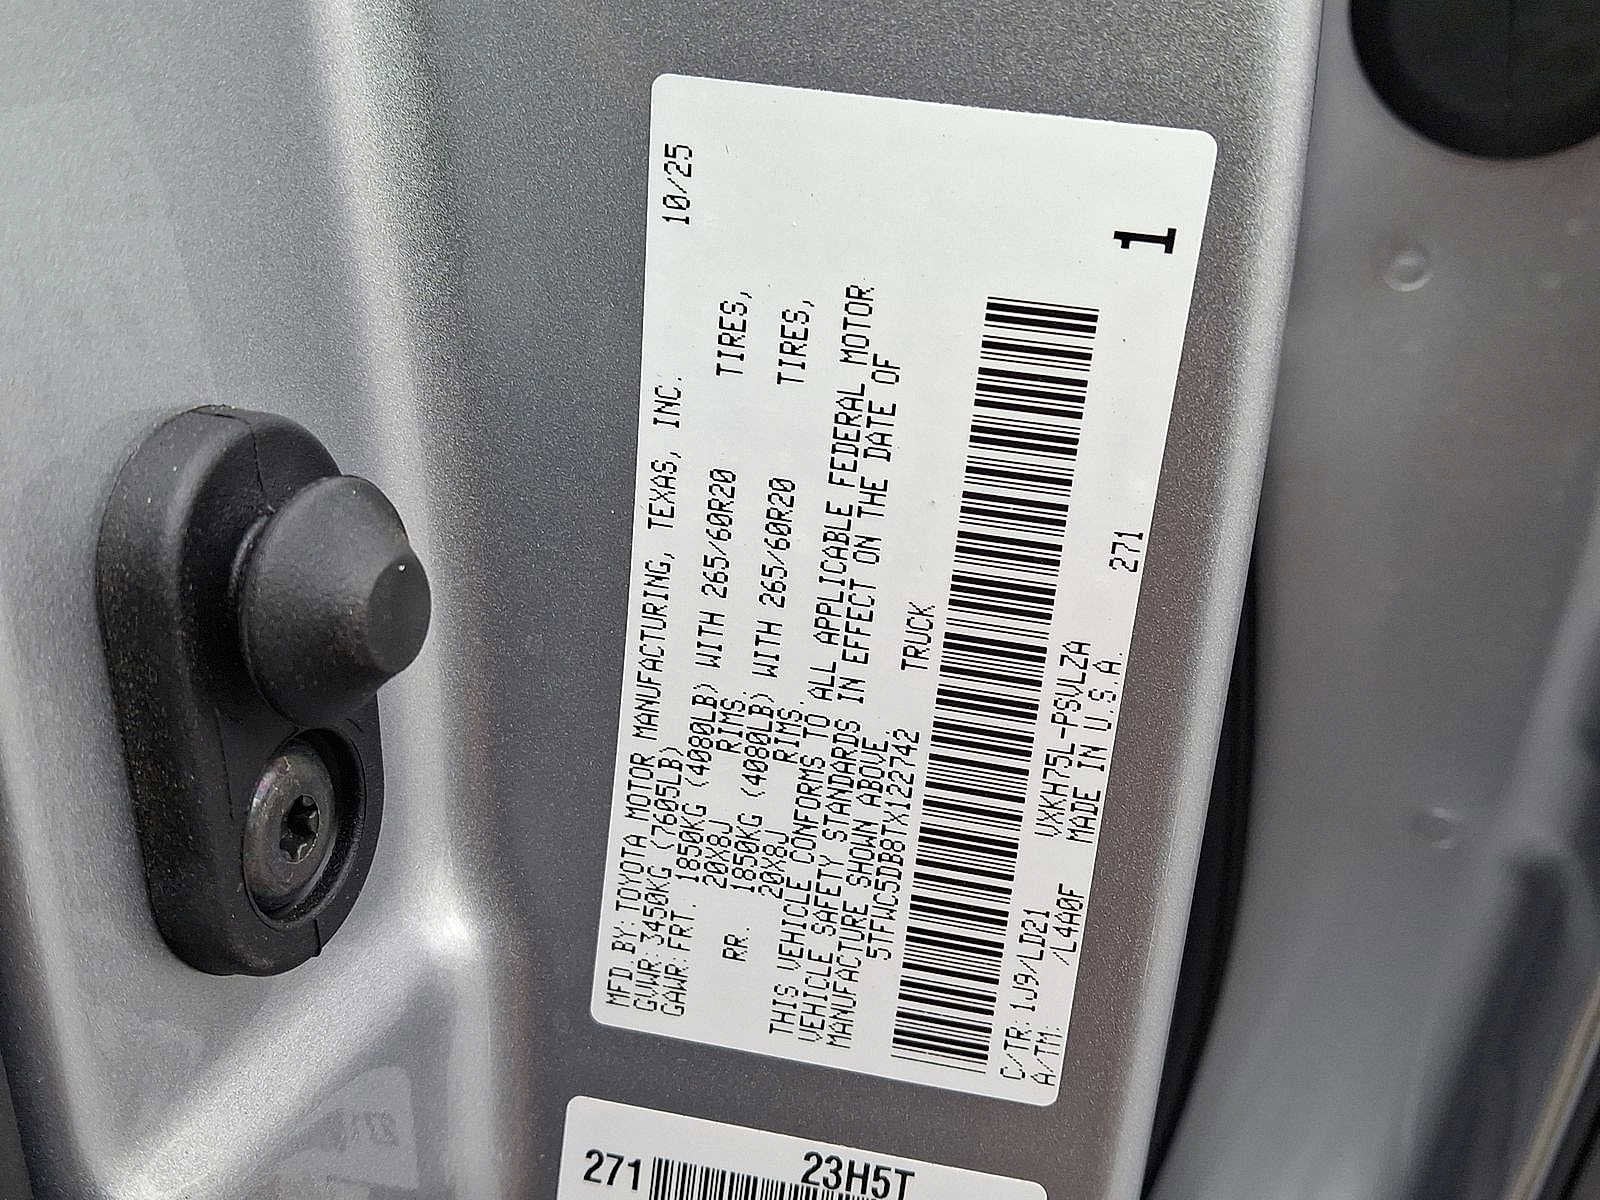 MFD BY: TOYOTA MOTOR MANUFACTURING, TEXAS, INC. 10/25
GVWR: 3450KG (7605LB)
GAWR: FRT. 1850KG (4080LB) WITH 265/60R20 TIRES,
20X8J RIMS.
RR. 1850KG (4080LB) WITH 265/60R20 TIRES,
20X8J RIMS.
THIS VEHICLE CONFORMS TO ALL APPLICABLE FEDERAL MOTOR
VEHICLE SAFETY STANDARDS IN EFFECT ON THE DATE OF
MANUFACTURE SHOWN ABOVE.
5TFWC5DB8TX122742 TRUCK
1
C/TR: 1J9/LD21 VXKH75L-PSVLZA 271
A/TM: /L4A0F MADE IN U.S.A.
271 23H5T